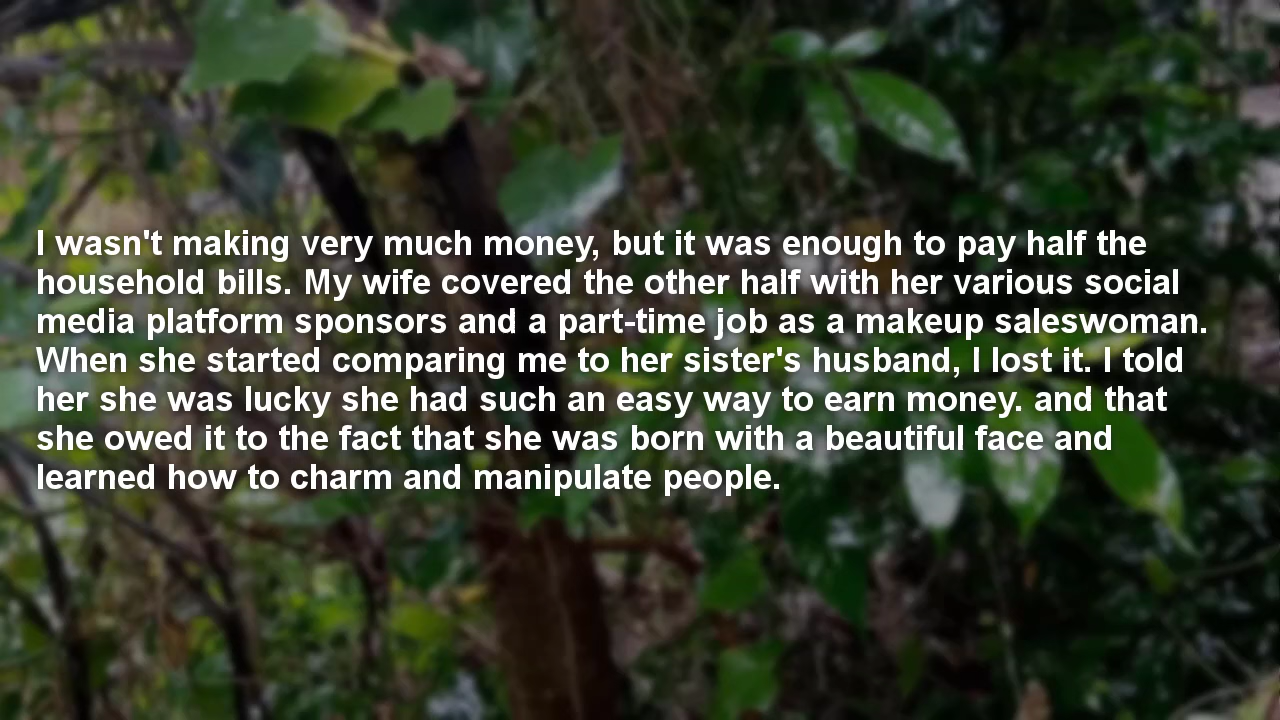 I wasn't making very much money, but it was enough to pay half the
household bills. My wife covered the other half with her various social
media platform sponsors and a part-time job as a makeup saleswoman.
When she started comparing me to her sister's husband, I lost it. I told
her she was lucky she had such an easy way to earn money. and that
she owed it to the fact that she was born with a beautiful face and
learned how to charm and manipulate people.